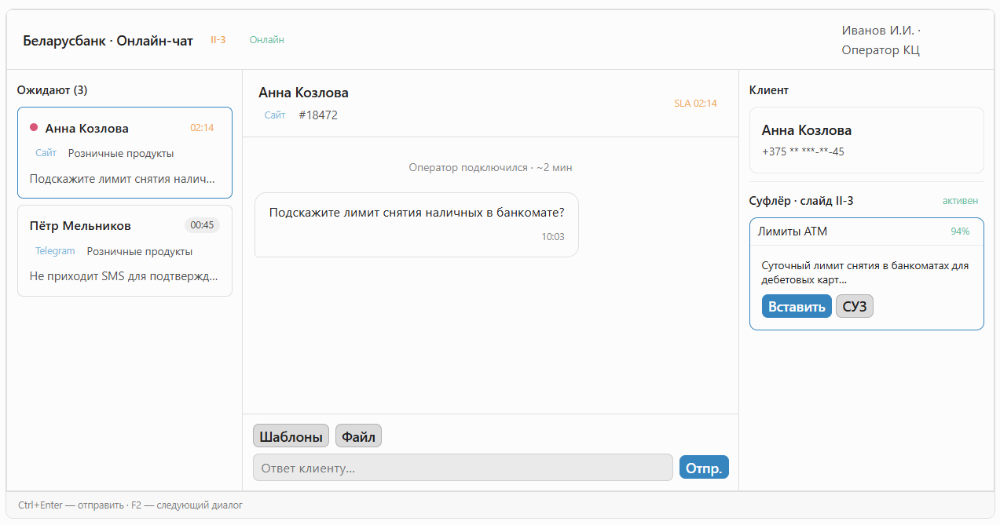 Беларусбанк · Онлайн-чат
II-3
Онлайн
Иванов И.И. ·
Оператор КЦ
Ожидают (3)
Анна Козлова
02:14
Сайт
Розничные продукты
Подскажите лимит снятия налич...
Пётр Мельников
00:45
Telegram
Розничные продукты
Не приходит SMS для подтвержд...
Анна Козлова
Сайт
#18472
SLA 02:14
Оператор подключился · ~2 мин
Подскажите лимит снятия наличных в банкомате?
10:03
Шаблоны
Файл
Ответ клиенту...
Отпр.
Клиент
Анна Козлова
+375 ** ***-**-45
Суфлёр · слайд II-3
активен
Лимиты ATM
94%
Суточный лимит снятия в банкоматах для
дебетовых карт...
Вставить
СУЗ
Ctrl+Enter — отправить · F2 — следующий диалог